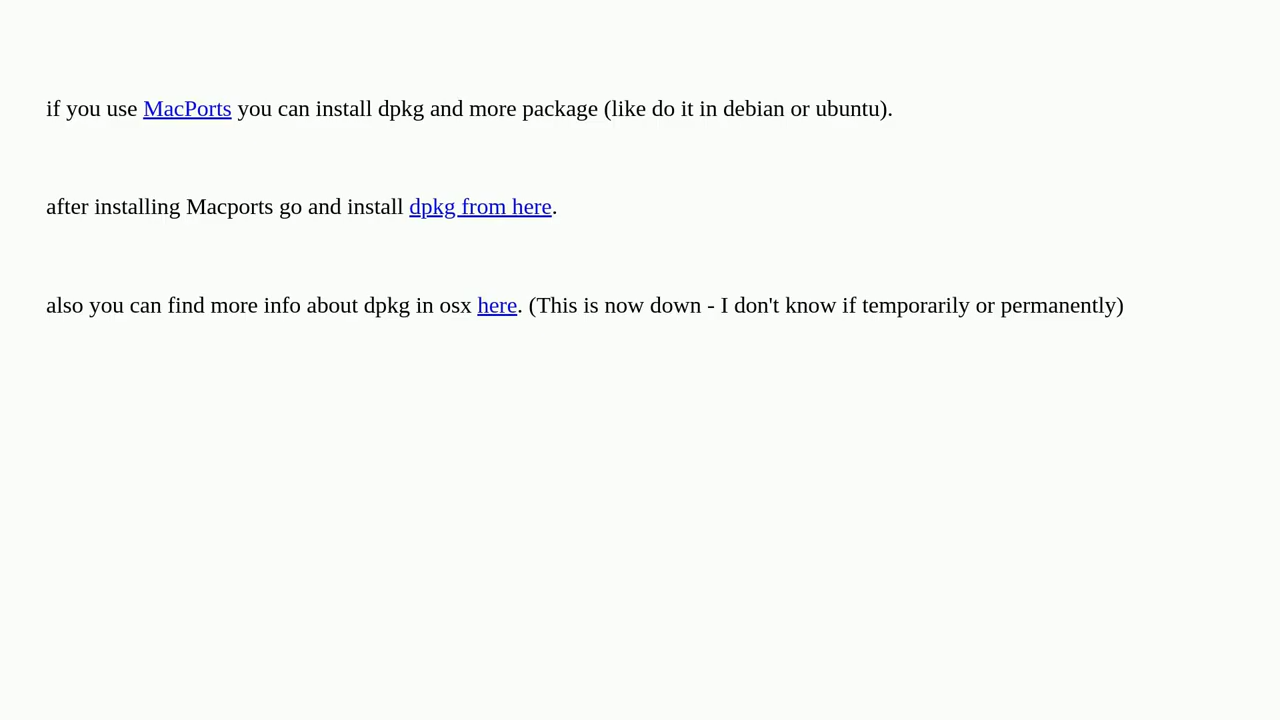 if you use MacPorts you can install dpkg and more package (like do it in debian or ubuntu).
after installing Macports go and install dpkg from here.
also you can find more info about dpkg in osx here. (This is now down - I don't know if temporarily or permanently)